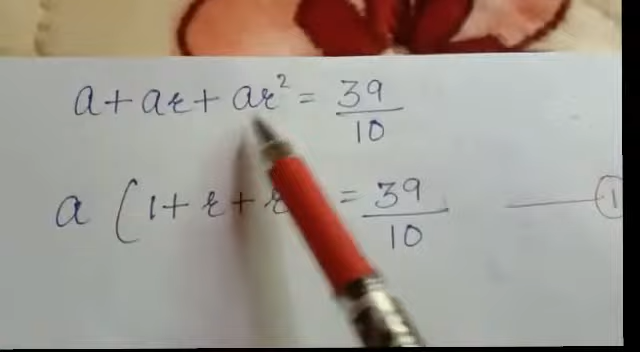 a + ar + ar² = 39/10
a (1 + r + r = 39/10 —— 1